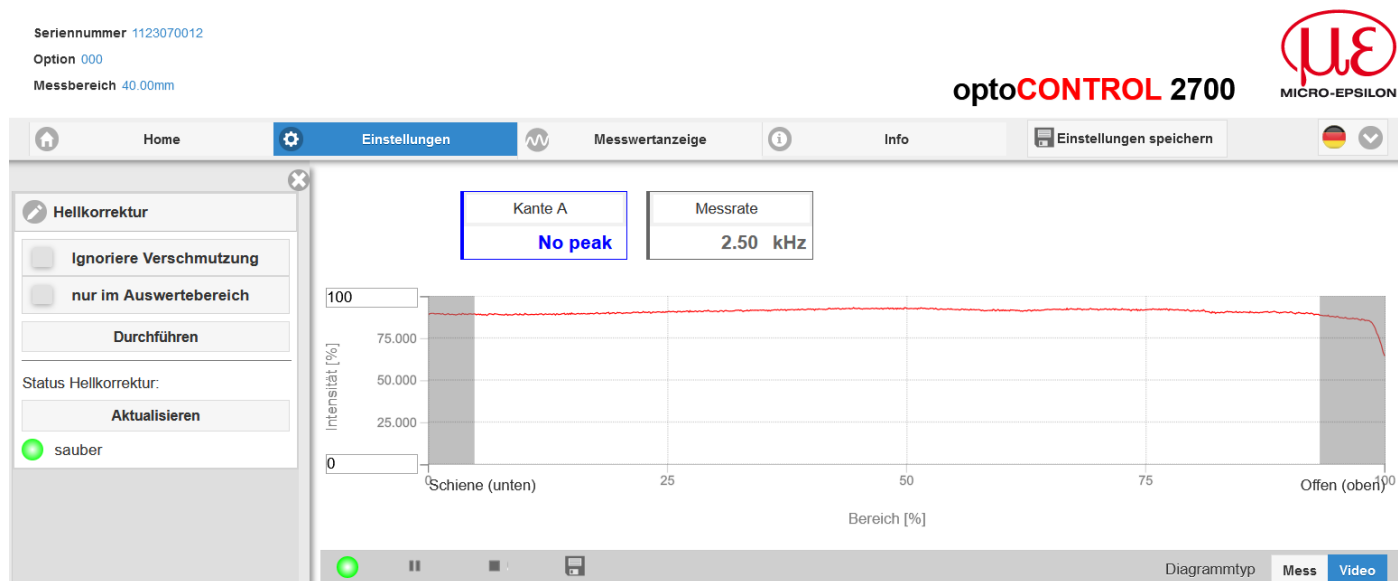 Seriennummer 1123070012
Option 000
Messbereich 40.00mm
optoCONTROL 2700
με
MICRO-EPSILON
Home
Einstellungen
Messwertanzeige
Info
Einstellungen speichern
Hellkorrektur
Ignoriere Verschmutzung
nur im Auswertebereich
Durchführen
Status Hellkorrektur:
Aktualisieren
sauber
Kante A
No peak
Messrate
2.50 kHz
100
75.000
50.000
25.000
0
Intensität [%]
0 25 50 75 100
Schiene (unten) Offen (oben)
Bereich [%]
Diagrammtyp Mess Video